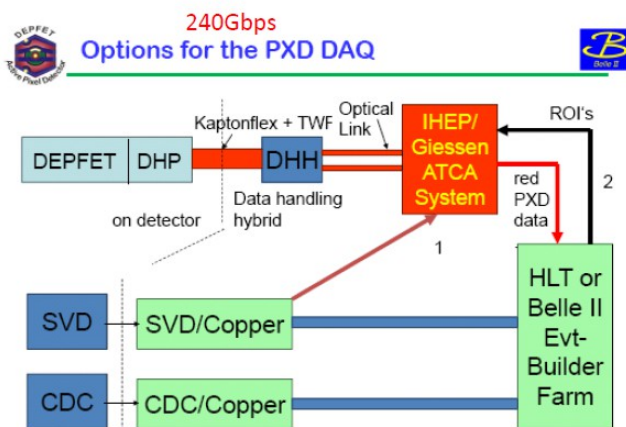 240Gbps
DEPFET
Active Pixel Detector
Options for the PXD DAQ
B
Belle II
Kaptonflex + TWP
Optical
Link
IHEP/
Giessen
ATCA
System
ROI's
DEPFET
DHP
DHH
red
PXD
data
2
on detector
Data handling
hybrid
1
HLT or
Belle II
Evt-
Builder
Farm
SVD
SVD/Copper
CDC
CDC/Copper